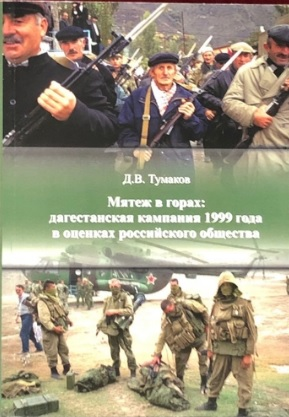 Д.В. Тумаков
Мятеж в горах:
дагестанская кампания 1999 года
в оценках российского общества